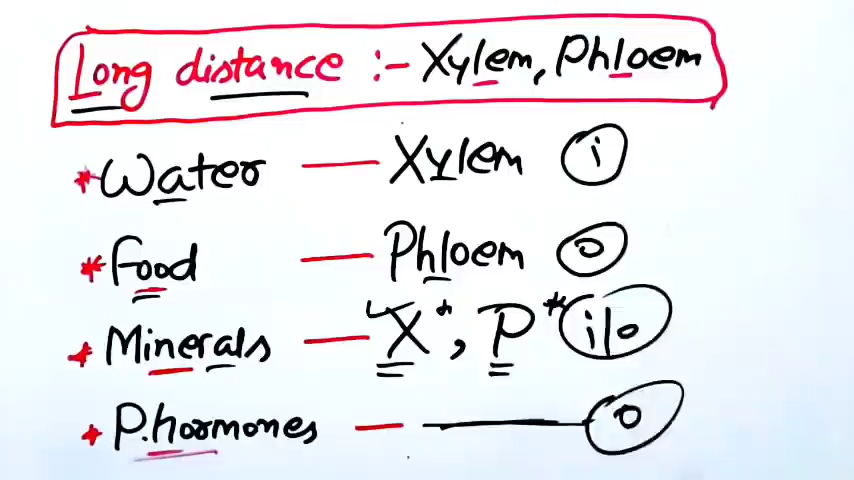 Long distance :- Xylem, Phloem
* Water — Xylem i
* Food — Phloem o
* Minerals — X*, P* i/o
* P.hormones — — o